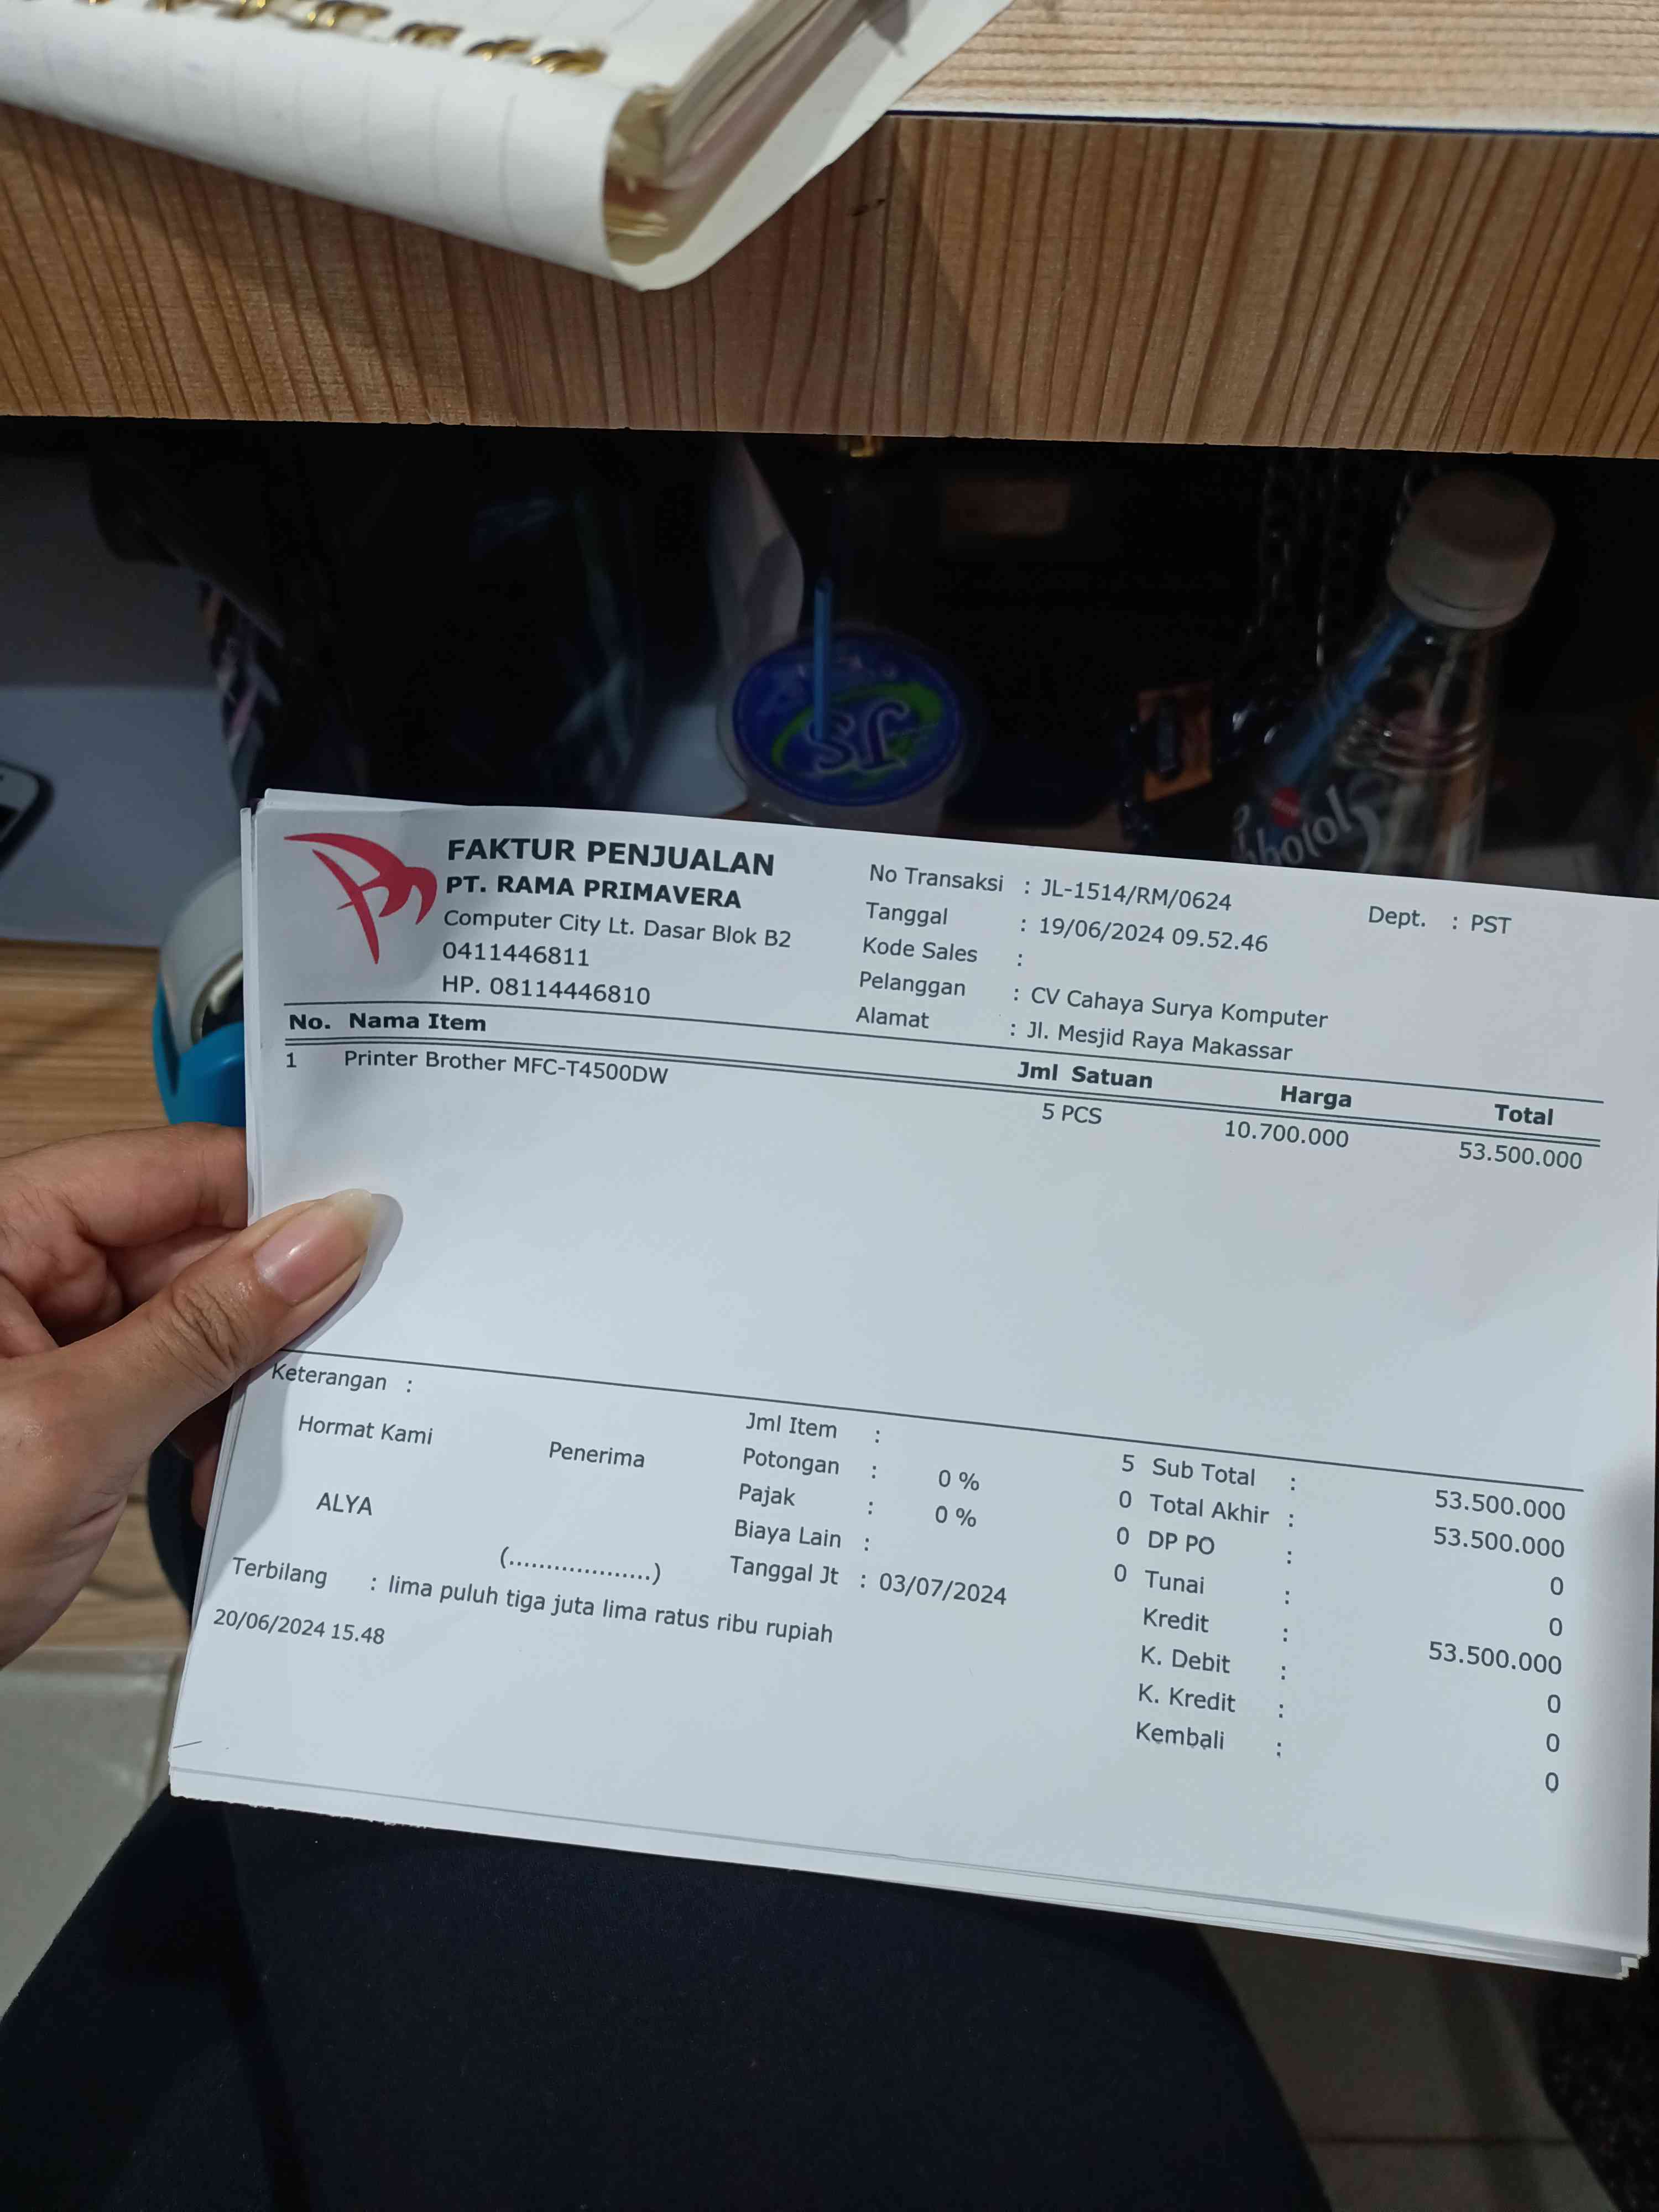 FAKTUR PENJUALAN
PT. RAMA PRIMAVERA
Computer City Lt. Dasar Blok B2
0411446811
HP. 08114446810
No Transaksi : JL-1514/RM/0624
Dept. : PST
Tanggal : 19/06/2024 09.52.46
Kode Sales :
Pelanggan : CV Cahaya Surya Komputer
Alamat : Jl. Mesjid Raya Makassar
No. Nama Item Jml Satuan Harga Total
1 Printer Brother MFC-T4500DW 5 PCS 10.700.000 53.500.000
Keterangan :
Hormat Kami
Penerima
ALYA
(...................)
Jml Item : 5
Potongan : 0 % 0
Pajak : 0 % 0
Biaya Lain : 0
Tanggal Jt : 03/07/2024
Sub Total : 53.500.000
Total Akhir : 53.500.000
DP PO : 0
Tunai : 0
Kredit : 53.500.000
K. Debit : 0
K. Kredit : 0
Kembali : 0
Terbilang : lima puluh tiga juta lima ratus ribu rupiah
20/06/2024 15.48